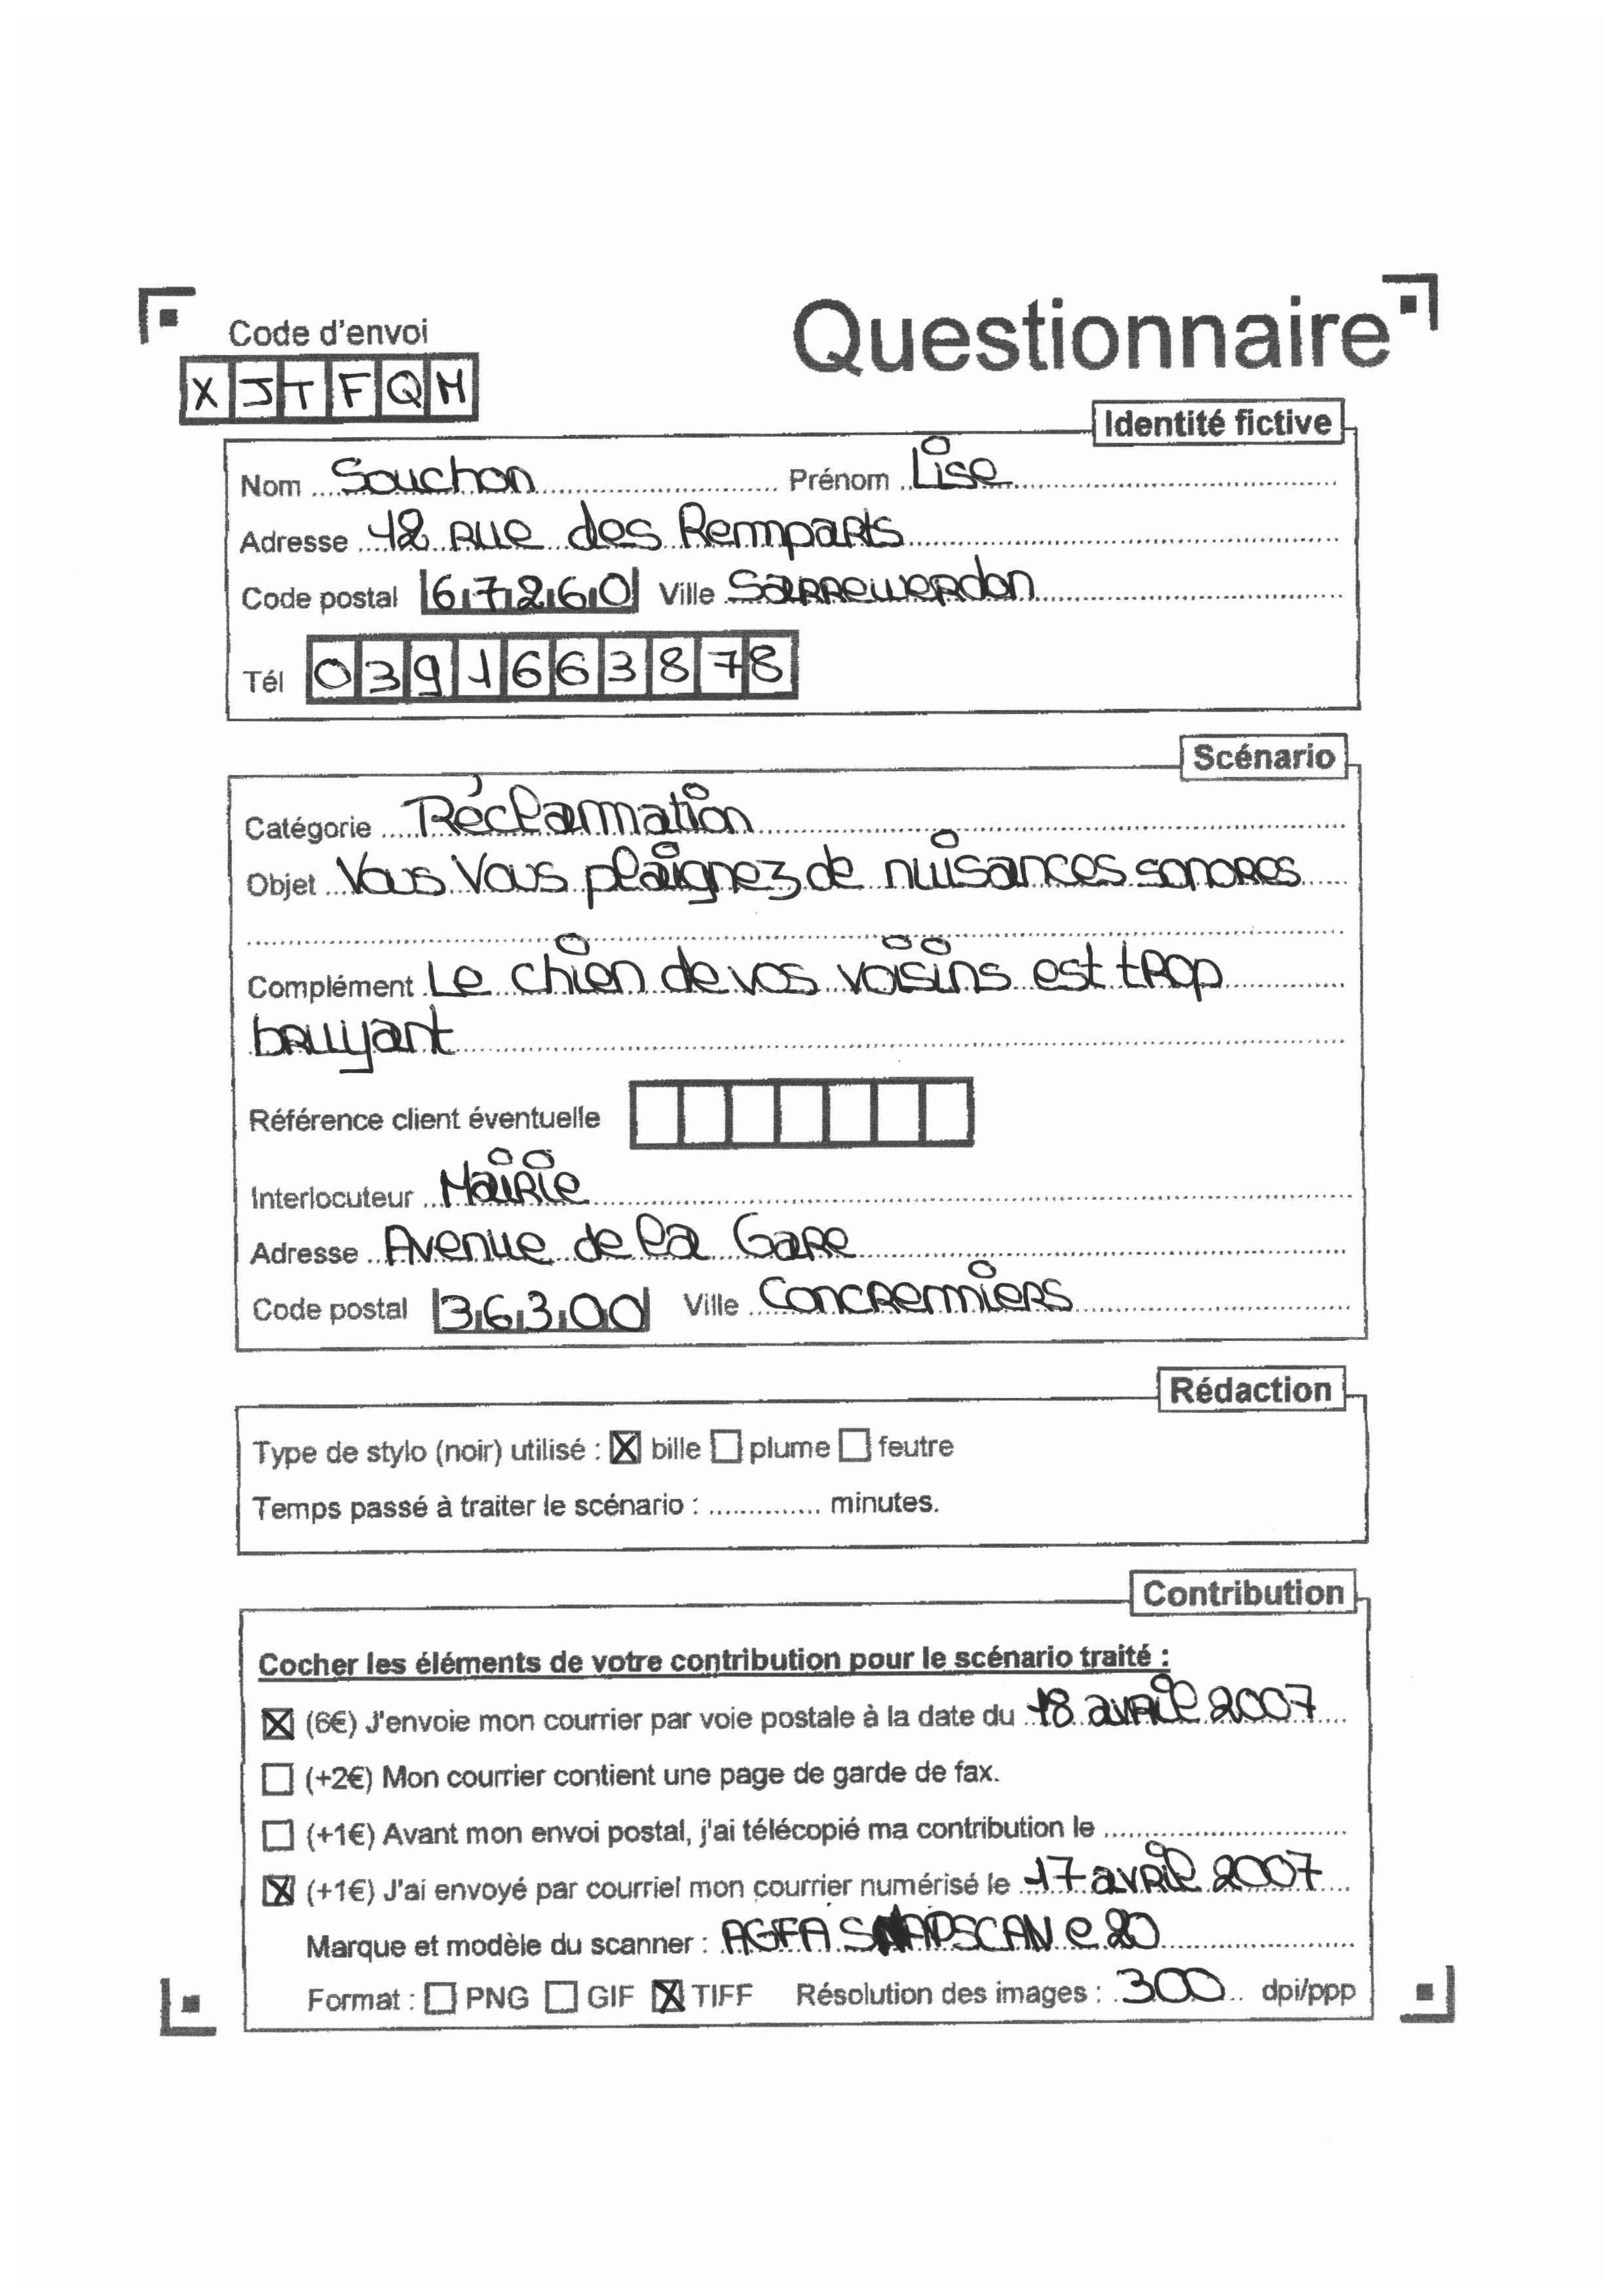 Code d'envoi
Questionnaire
XJTFQM
Identité fictive
Nom Souchon Prénom Lise
Adresse 12 rue des Remparts
Code postal 67260 Ville Sarrewerdon
Tél 0391663878
Scénario
Catégorie Réclammation
Objet Vous Vous plaignez de nuisances sonores
Complément Le chien de vos voisins est trop
bruyant
Référence client éventuelle
Interlocuteur Mairie
Adresse Avenue de la Gare
Code postal 36300 Ville Concremmiers
Rédaction
Type de stylo (noir) utilisé : ☒ bille ☐ plume ☐ feutre
Temps passé à traiter le scénario : ............. minutes.
Contribution
Cocher les éléments de votre contribution pour le scénario traité :
☒ (6€) J'envoie mon courrier par voie postale à la date du 18 avril 2007
☐ (+2€) Mon courrier contient une page de garde de fax.
☐ (+1€) Avant mon envoi postal, j'ai télécopié ma contribution le
☒ (+1€) J'ai envoyé par courriel mon courrier numérisé le 17 avril 2007
Marque et modèle du scanner : AGFA SNAPSCAN e 20
Format : ☐ PNG ☐ GIF ☒ TIFF Résolution des images : 300 dpi/ppp